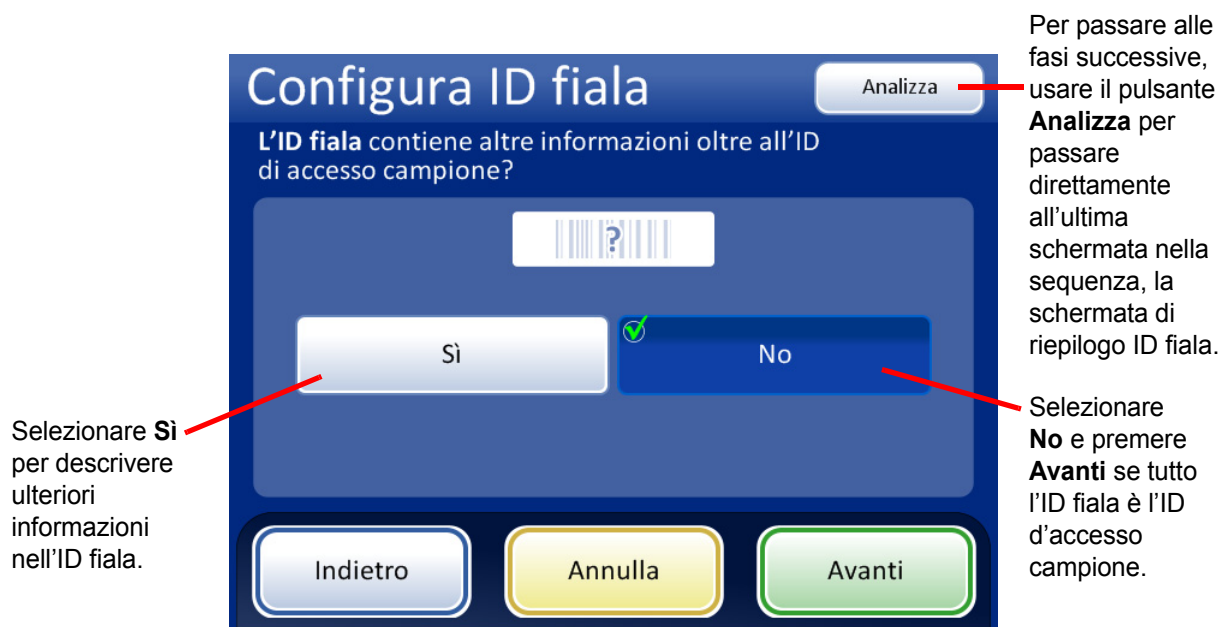 Configura ID fiala
Analizza
L'ID fiala contiene altre informazioni oltre all'ID
di accesso campione?
?
Sì
No
Indietro
Annulla
Avanti
Selezionare Sì
per descrivere
ulteriori
informazioni
nell'ID fiala.
Per passare alle
fasi successive,
usare il pulsante
Analizza per
passare
direttamente
all'ultima
schermata nella
sequenza, la
schermata di
riepilogo ID fiala.
Selezionare
No e premere
Avanti se tutto
l'ID fiala è l'ID
d'accesso
campione.